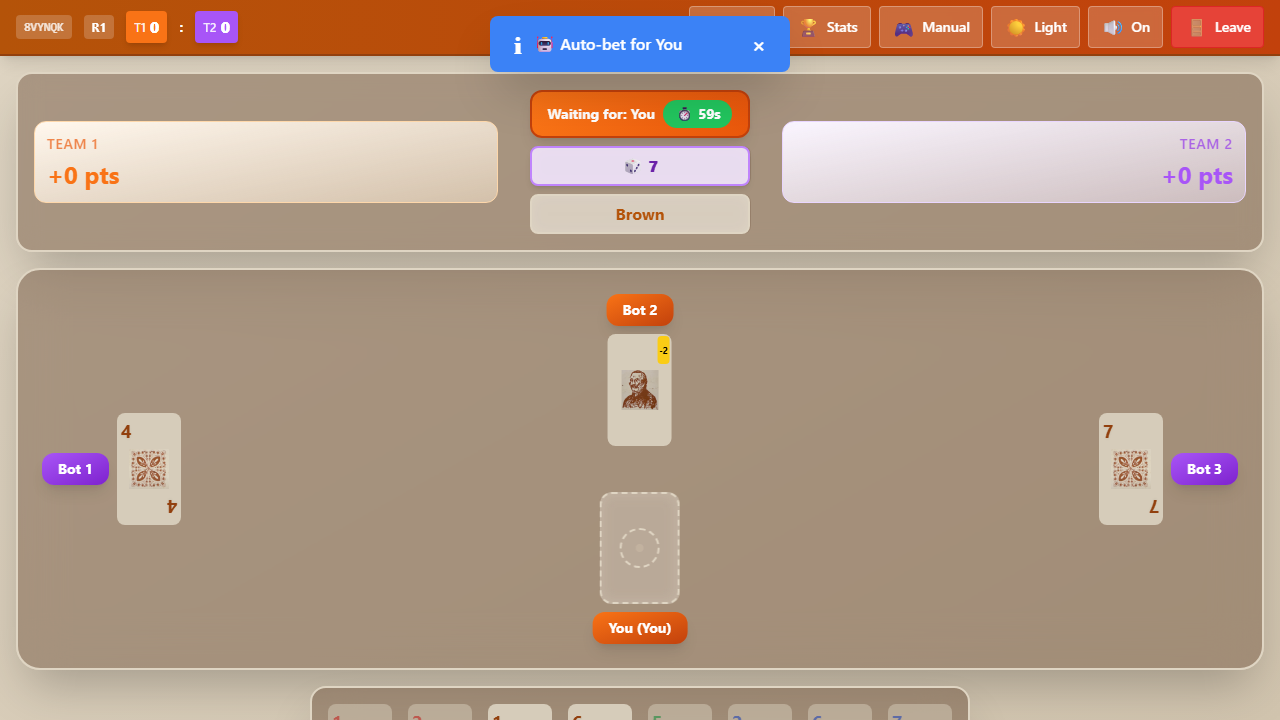 8VYNQK R1 T1 0 : T2 0
Auto-bet for You ×
Stats Manual Light On Leave
TEAM 1
+0 pts
Waiting for: You 59s
7
Brown
TEAM 2
+0 pts
Bot 2
-2
Bot 1
4
4
7
7
Bot 3
You (You)